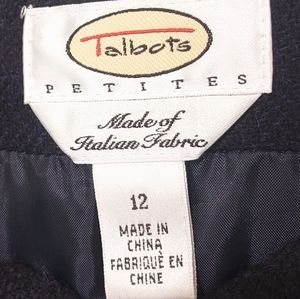 Talbots
PETITES
Made of
Italian Fabric
12
MADE IN
CHINA
FABRIQUÉ EN
CHINE